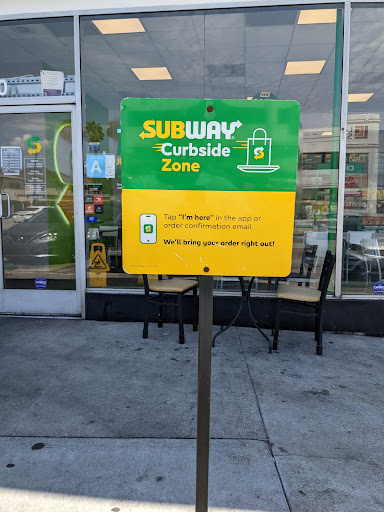 SUBWAY
Curbside
Zone
Tap "I'm here" in the app or
order confirmation email.
We'll bring your order right out!
A